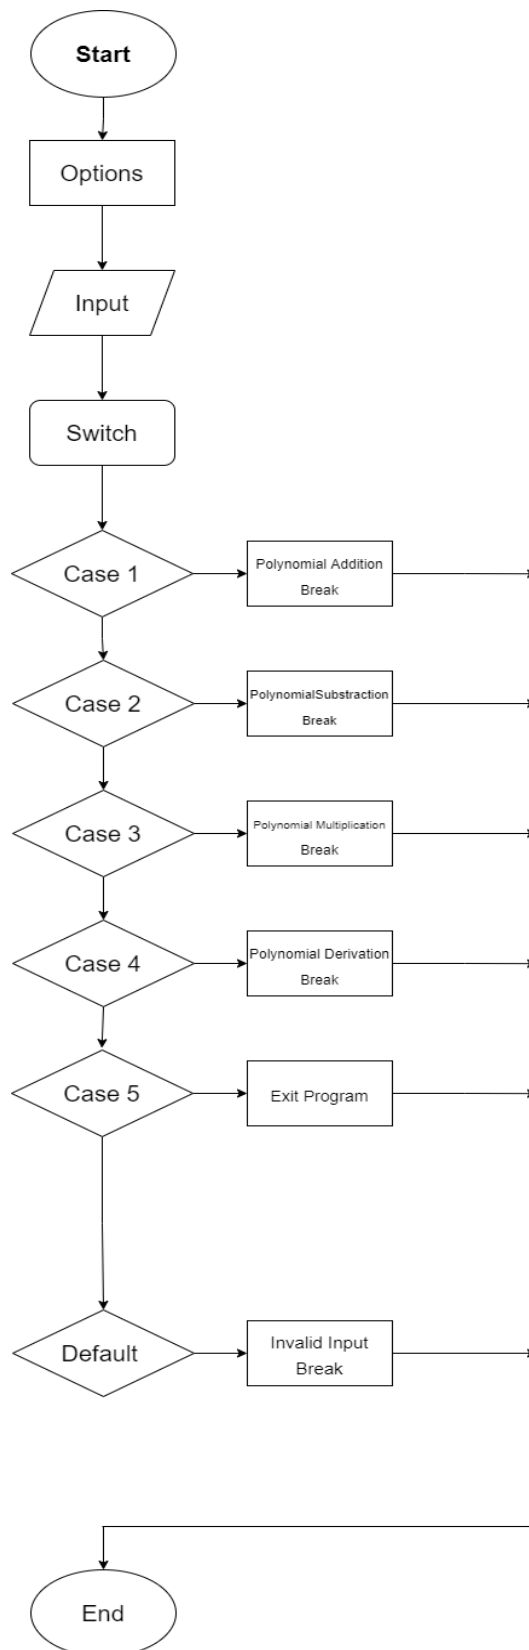 Start
Options
Input
Switch
Case 1
Polynomial Addition
Break
Case 2
PolynomialSubstraction
Break
Case 3
Polynomial Multiplication
Break
Case 4
Polynomial Derivation
Break
Case 5
Exit Program
Default
Invalid Input
Break
End